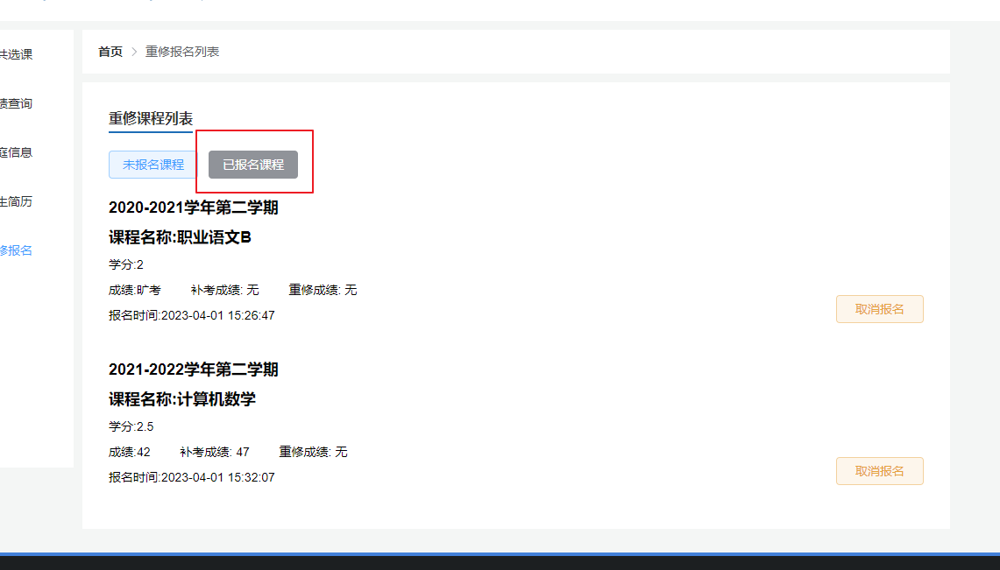 首页 > 重修报名列表
共选课
绩查询
庭信息
生简历
修报名
重修课程列表
未报名课程 已报名课程
2020-2021学年第二学期
课程名称:职业语文B
学分:2
成绩:旷考 补考成绩: 无 重修成绩: 无
报名时间:2023-04-01 15:26:47
取消报名
2021-2022学年第二学期
课程名称:计算机数学
学分:2.5
成绩:42 补考成绩: 47 重修成绩: 无
报名时间:2023-04-01 15:32:07
取消报名